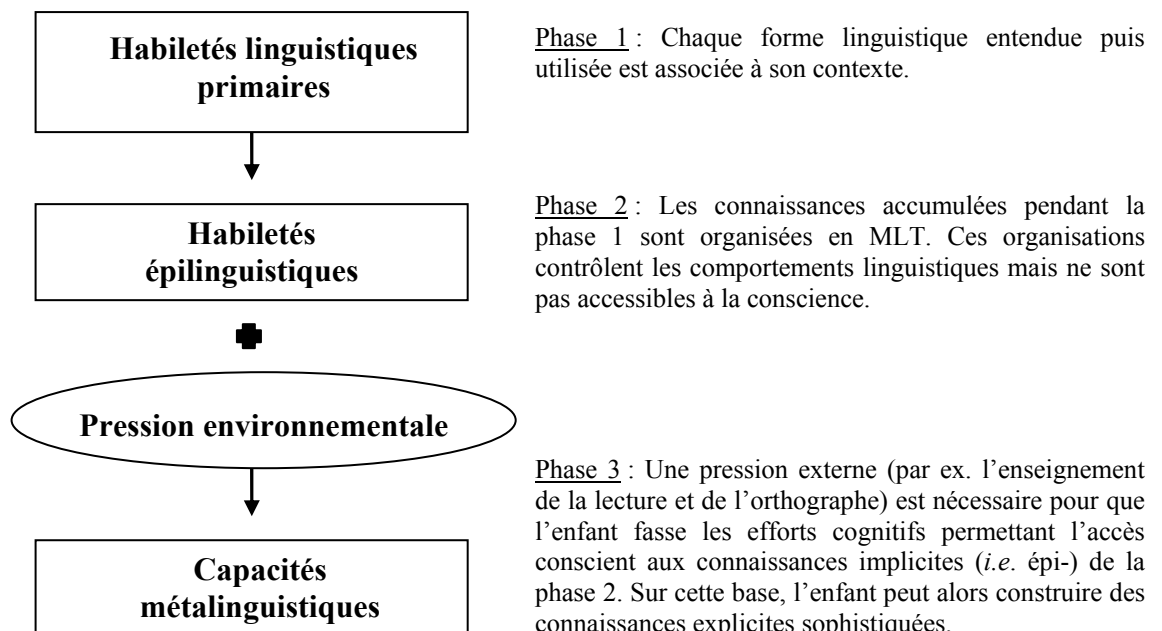 Habiletés linguistiques
primaires
Phase 1 : Chaque forme linguistique entendue puis
utilisée est associée à son contexte.
Habiletés
épilinguistiques
Phase 2 : Les connaissances accumulées pendant la
phase 1 sont organisées en MLT. Ces organisations
contrôlent les comportements linguistiques mais ne sont
pas accessibles à la conscience.
Pression environnementale
Capacités
métalinguistiques
Phase 3 : Une pression externe (par ex. l’enseignement
de la lecture et de l’orthographe) est nécessaire pour que
l’enfant fasse les efforts cognitifs permettant l’accès
conscient aux connaissances implicites (i.e. épi-) de la
phase 2. Sur cette base, l’enfant peut alors construire des
connaissances explicites sophistiquées.